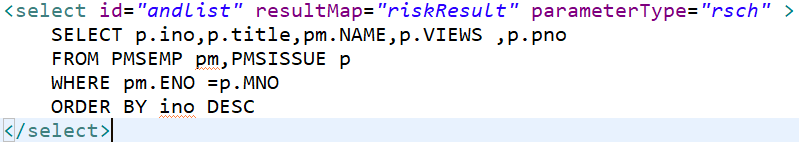 <select id="andlist" resultMap="riskResult" parameterType="rsch" >
SELECT p.ino,p.title,pm.NAME,p.VIEWS ,p.pno
FROM PMSEMP pm,PMSISSUE p
WHERE pm.ENO =p.MNO
ORDER BY ino DESC
</select>